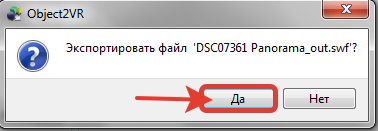 Object2VR
Экспортировать файл 'DSC07361 Panorama_out.swf'?
Да
Нет